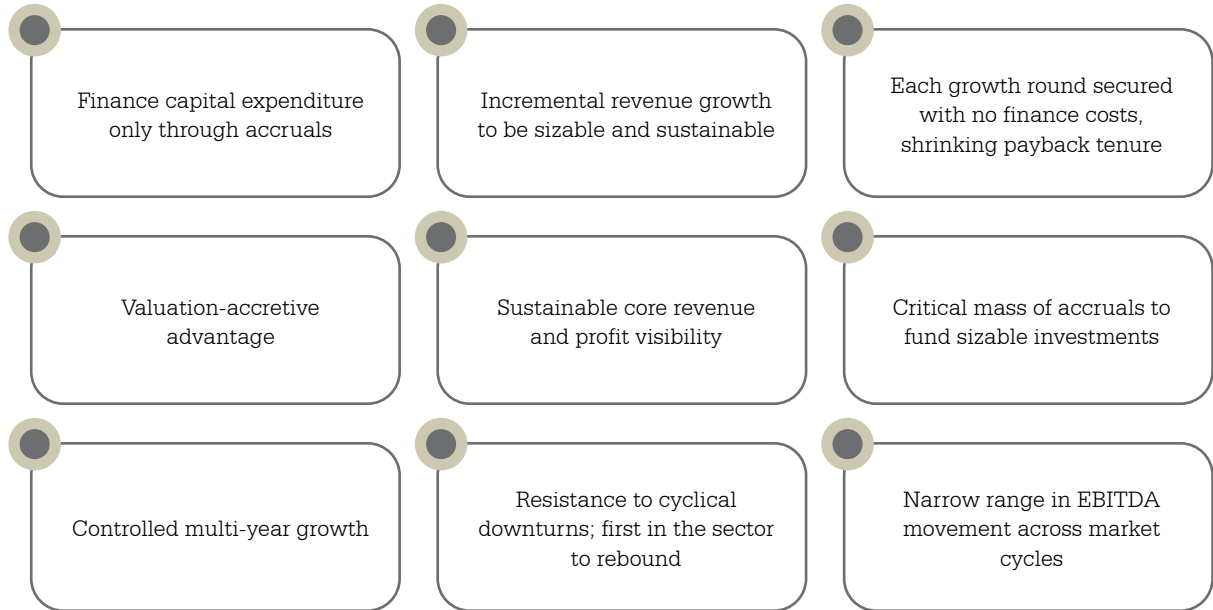 Finance capital expenditure
only through accruals
Incremental revenue growth
to be sizable and sustainable
Each growth round secured
with no finance costs,
shrinking payback tenure
Valuation-accretive
advantage
Sustainable core revenue
and profit visibility
Critical mass of accruals to
fund sizable investments
Controlled multi-year growth
Resistance to cyclical
downturns; first in the sector
to rebound
Narrow range in EBITDA
movement across market
cycles